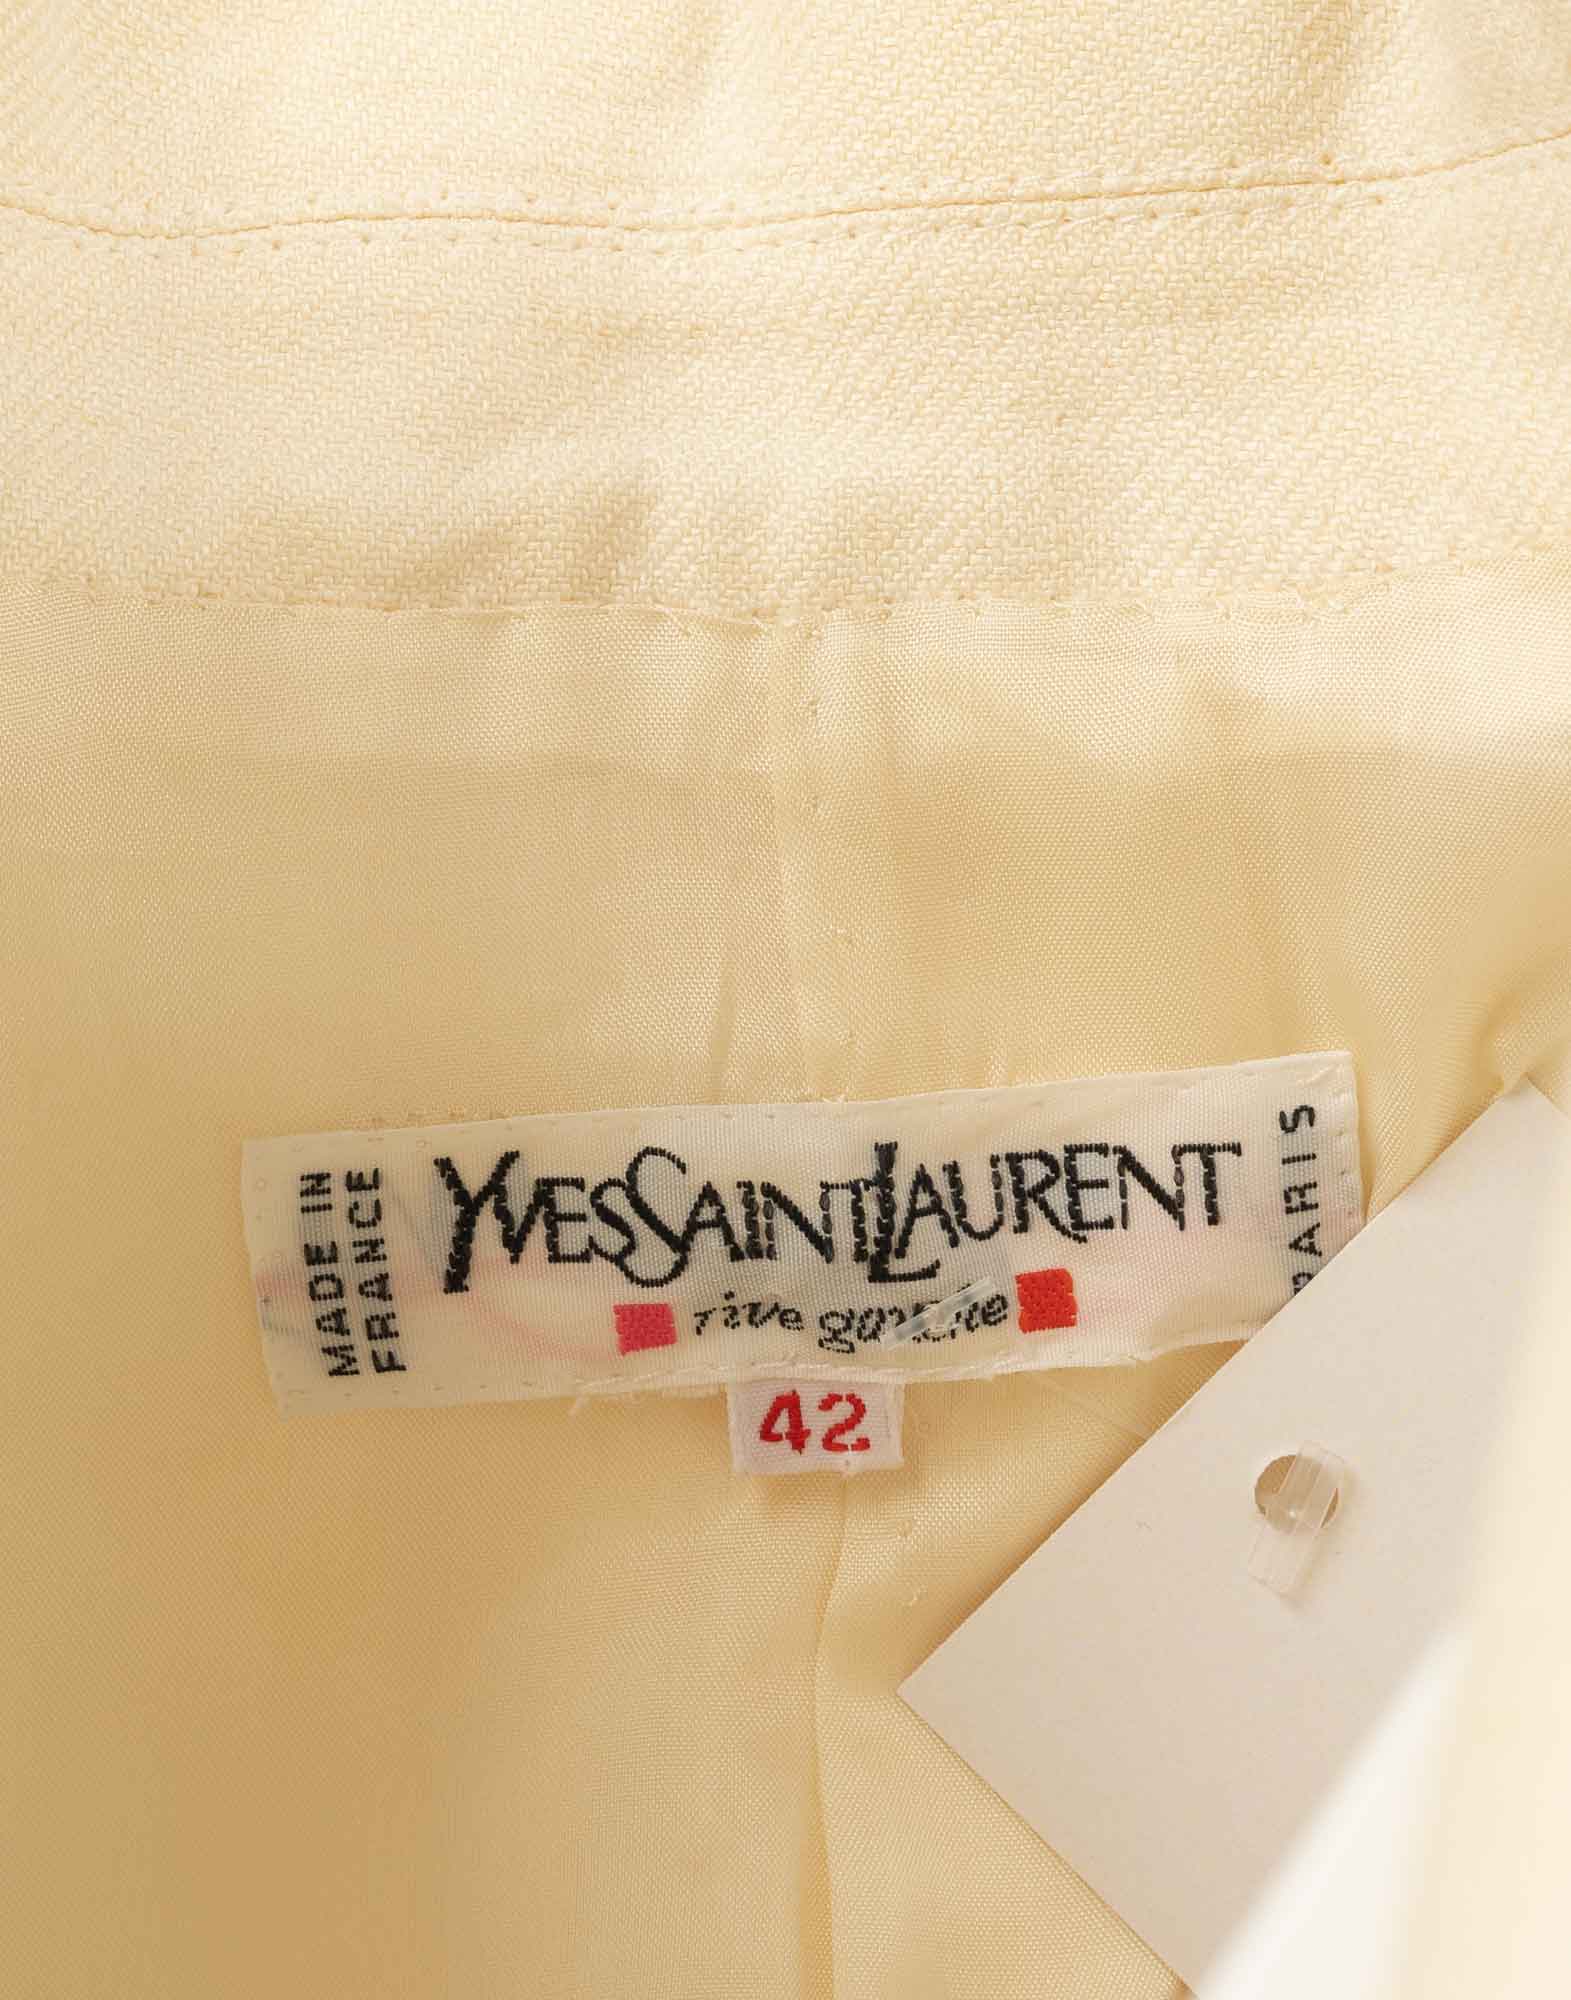 MADE IN
FRANCE
YVESSAINTLAURENT
rive gauche
PARIS
42